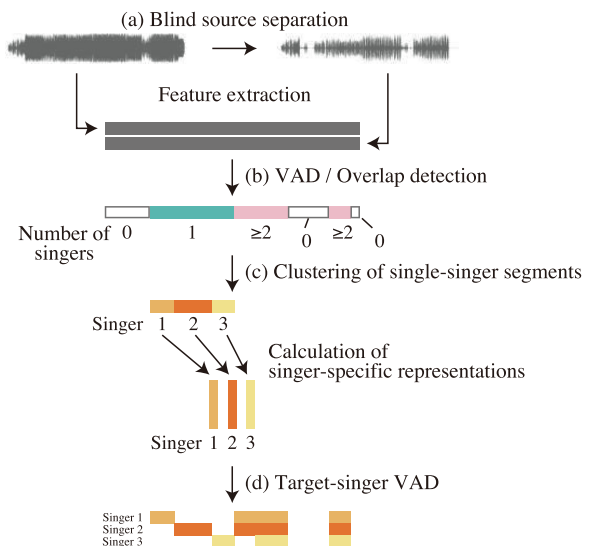 (a) Blind source separation
Feature extraction
(b) VAD / Overlap detection
Number of
singers
0 1 ≥2 0 ≥2 0
(c) Clustering of single-singer segments
Singer 1 2 3
Calculation of
singer-specific representations
Singer 1 2 3
(d) Target-singer VAD
Singer 1
Singer 2
Singer 3